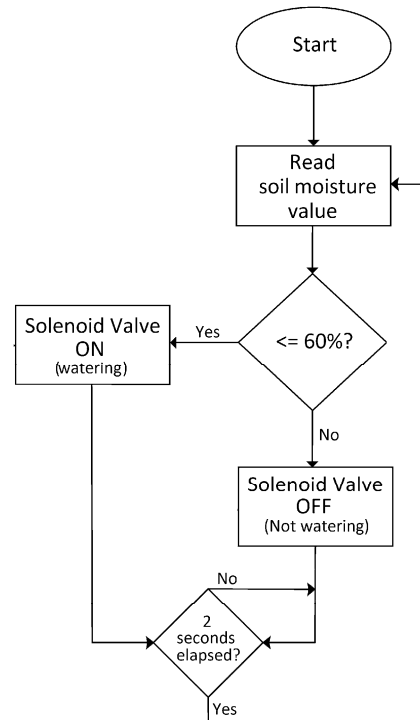 Start
Read
soil moisture
value
<= 60%?
Yes
Solenoid Valve
ON
(watering)
No
Solenoid Valve
OFF
(Not watering)
No
2
seconds
elapsed?
Yes